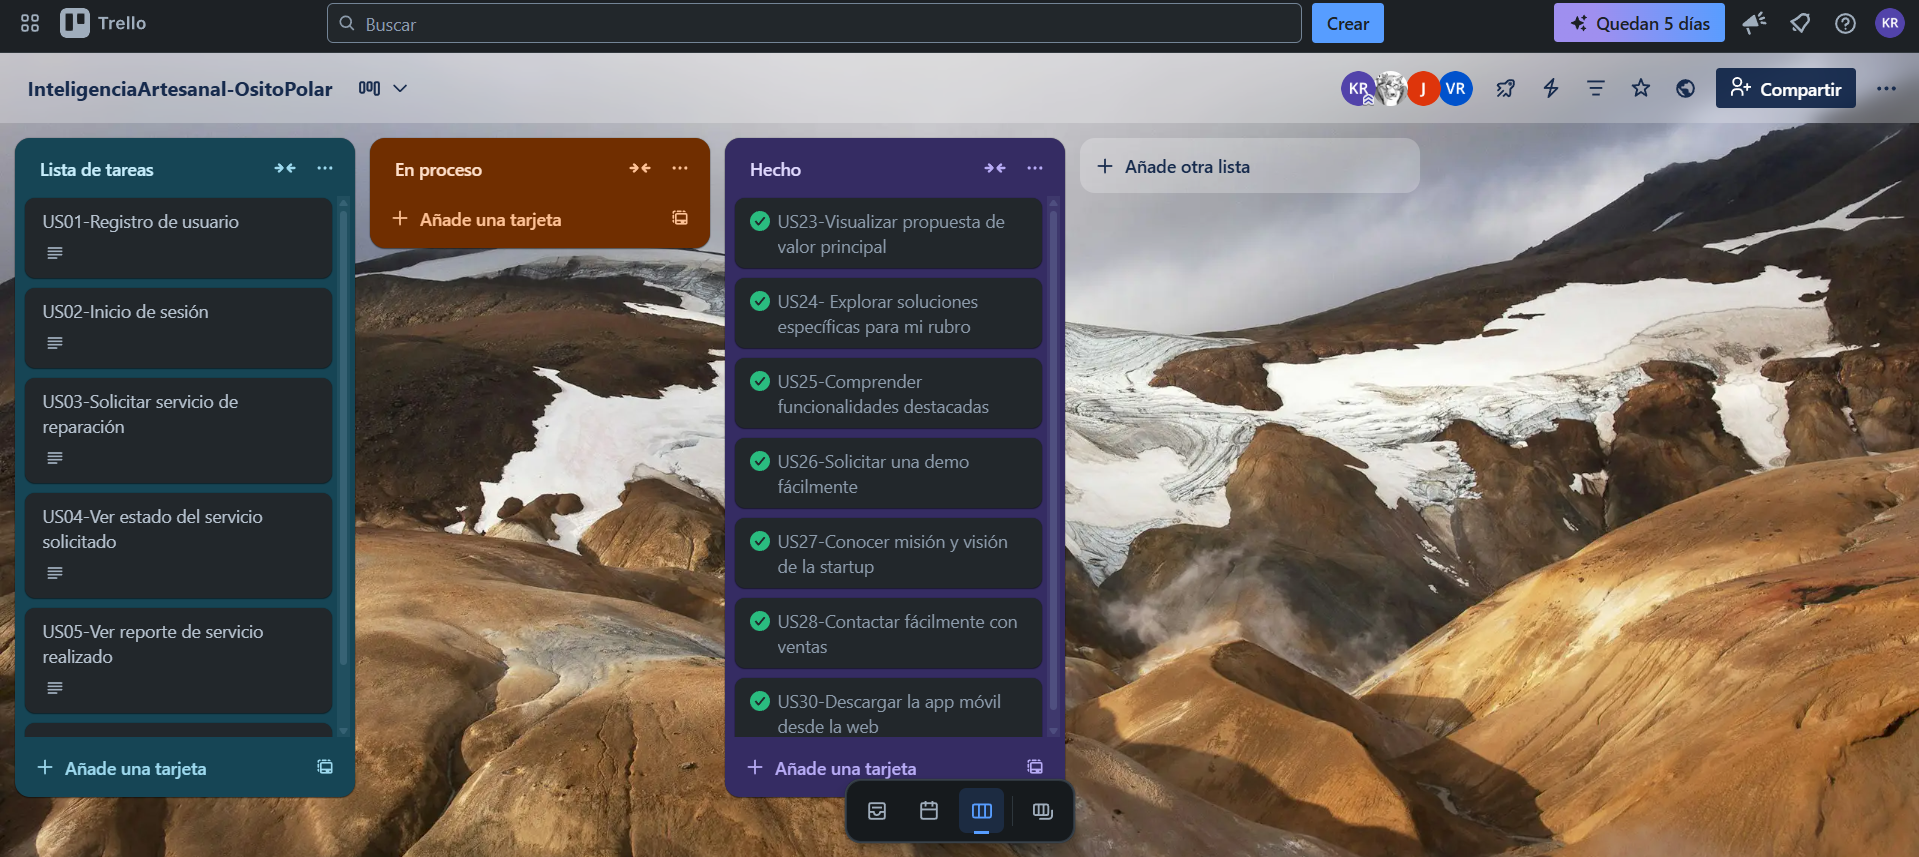 Trello
Buscar
Crear
Quedan 5 días
KR
InteligenciaArtesanal-OsitoPolar
KR
J
VR
Compartir
Lista de tareas
US01-Registro de usuario
US02-Inicio de sesión
US03-Solicitar servicio de
reparación
US04-Ver estado del servicio
solicitado
US05-Ver reporte de servicio
realizado
Añade una tarjeta
En proceso
Añade una tarjeta
Hecho
US23-Visualizar propuesta de
valor principal
US24- Explorar soluciones
específicas para mi rubro
US25-Comprender
funcionalidades destacadas
US26-Solicitar una demo
fácilmente
US27-Conocer misión y visión
de la startup
US28-Contactar fácilmente con
ventas
US30-Descargar la app móvil
desde la web
Añade una tarjeta
Añade otra lista